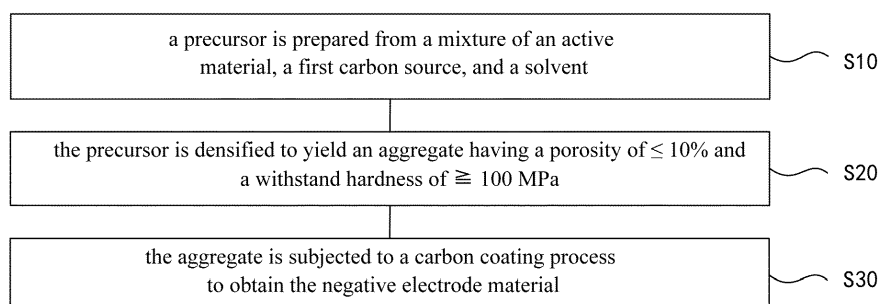 a precursor is prepared from a mixture of an active
material, a first carbon source, and a solvent
S10
the precursor is densified to yield an aggregate having a porosity of ≤ 10% and
a withstand hardness of ≧ 100 MPa
S20
the aggregate is subjected to a carbon coating process
to obtain the negative electrode material
S30